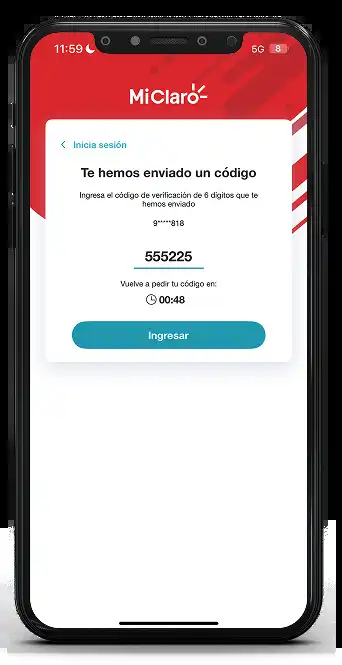 11:59
5G 8
MiClaro
< Inicia sesión
Te hemos enviado un código
Ingresa el código de verificación de 6 dígitos que te
hemos enviado
9*****818
555225
Vuelve a pedir tu código en:
00:48
Ingresar